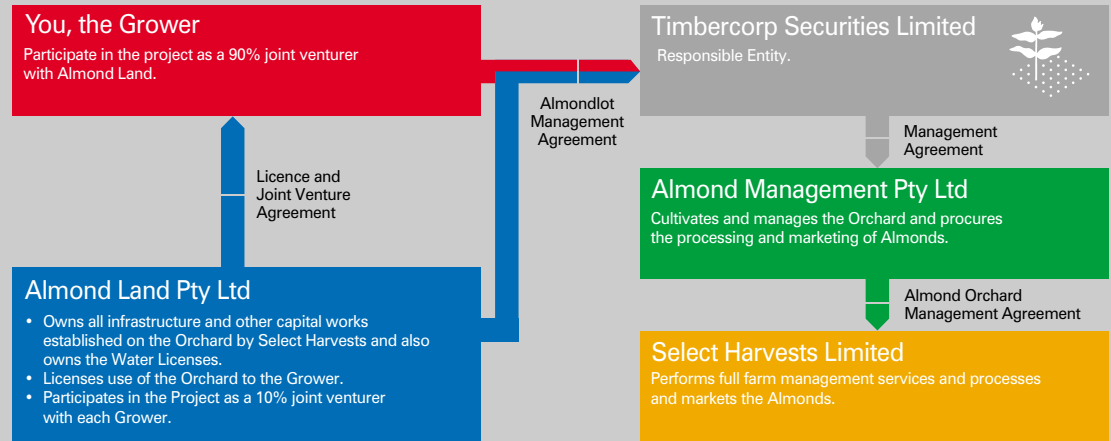 You, the Grower
Participate in the project as a 90% joint venturer
with Almond Land.
Timbercorp Securities Limited
Responsible Entity.
Almondlot
Management
Agreement
Management
Agreement
Licence and
Joint Venture
Agreement
Almond Management Pty Ltd
Cultivates and manages the Orchard and procures
the processing and marketing of Almonds.
Almond Land Pty Ltd
• Owns all infrastructure and other capital works
established on the Orchard by Select Harvests and also
owns the Water Licenses.
• Licenses use of the Orchard to the Grower.
• Participates in the Project as a 10% joint venturer
with each Grower.
Almond Orchard
Management Agreement
Select Harvests Limited
Performs full farm management services and processes
and markets the Almonds.